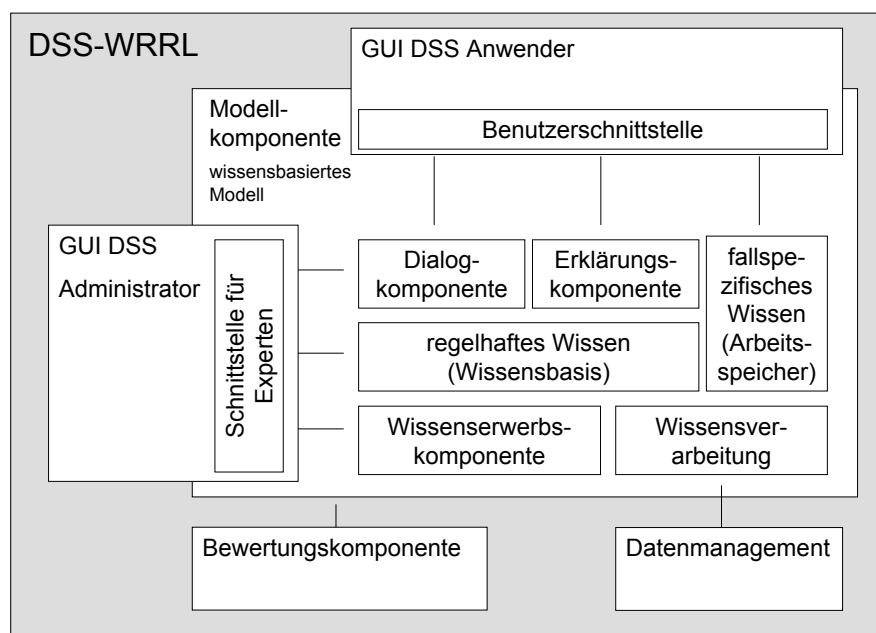 DSS-WRRL
GUI DSS Anwender
Benutzerschnittstelle
Modell-
komponente
wissensbasiertes
Modell
GUI DSS
Administrator
Schnittstelle für
Experten
Dialog-
komponente
Erklärungs-
komponente
fallspe-
zifisches
Wissen
(Arbeits-
speicher)
regelhaftes Wissen
(Wissensbasis)
Wissenserwerbs-
komponente
Wissensver-
arbeitung
Bewertungskomponente
Datenmanagement